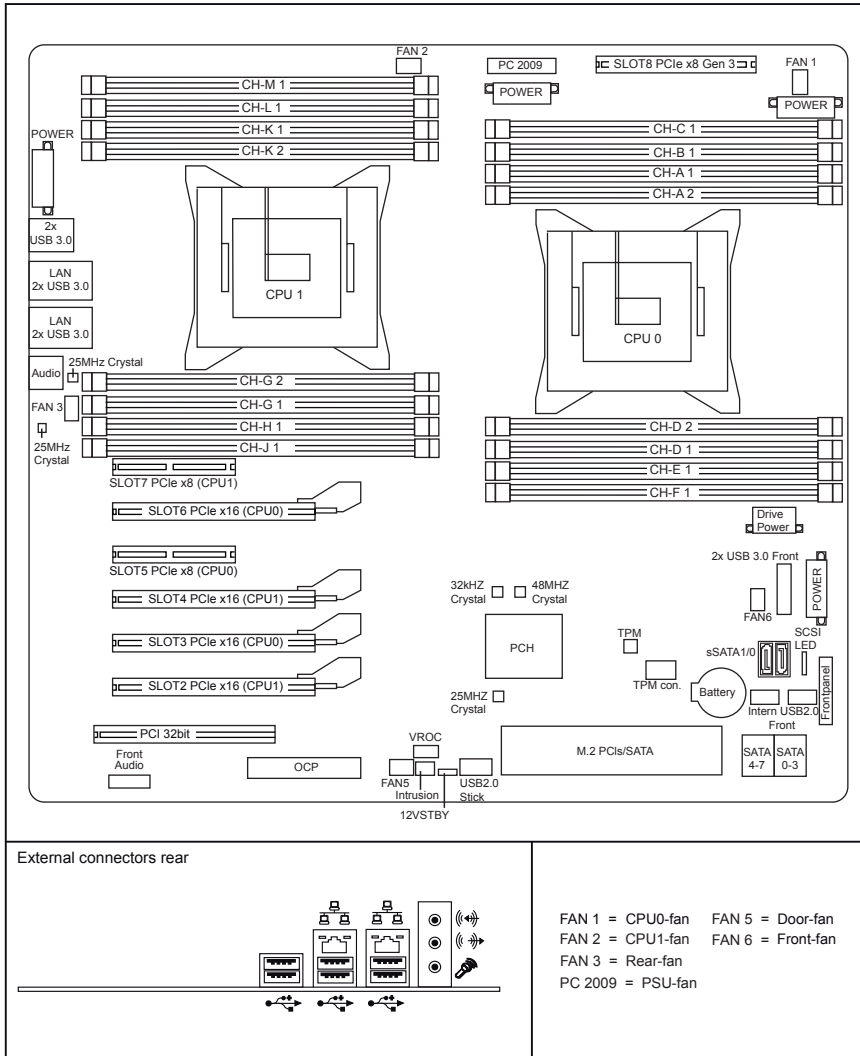 FAN 2
PC 2009
SLOT8 PCIe x8 Gen 3
FAN 1
POWER
POWER
CH-M 1
CH-L 1
CH-K 1
CH-K 2
POWER
CH-C 1
CH-B 1
CH-A 1
CH-A 2
2x
USB 3.0
LAN
2x USB 3.0
LAN
2x USB 3.0
CPU 1
CPU 0
Audio
25MHz Crystal
FAN 3
25MHz
Crystal
CH-G 2
CH-G 1
CH-H 1
CH-J 1
CH-D 2
CH-D 1
CH-E 1
CH-F 1
SLOT7 PCIe x8 (CPU1)
SLOT6 PCIe x16 (CPU0)
SLOT5 PCIe x8 (CPU0)
SLOT4 PCIe x16 (CPU1)
SLOT3 PCIe x16 (CPU0)
SLOT2 PCIe x16 (CPU1)
PCI 32bit
Drive
Power
2x USB 3.0 Front
POWER
FAN6
32kHZ
Crystal
48MHZ
Crystal
PCH
25MHZ
Crystal
TPM
TPM con.
SCSI
LED
sSATA1/0
Battery
Intern USB2.0
Front
Frontpanel
Front
Audio
OCP
VROC
FAN5
Intrusion
12VSTBY
USB2.0
Stick
M.2 PCIs/SATA
SATA
4-7
SATA
0-3
External connectors rear
FAN 1 = CPU0-fan
FAN 5 = Door-fan
FAN 2 = CPU1-fan
FAN 6 = Front-fan
FAN 3 = Rear-fan
PC 2009 = PSU-fan